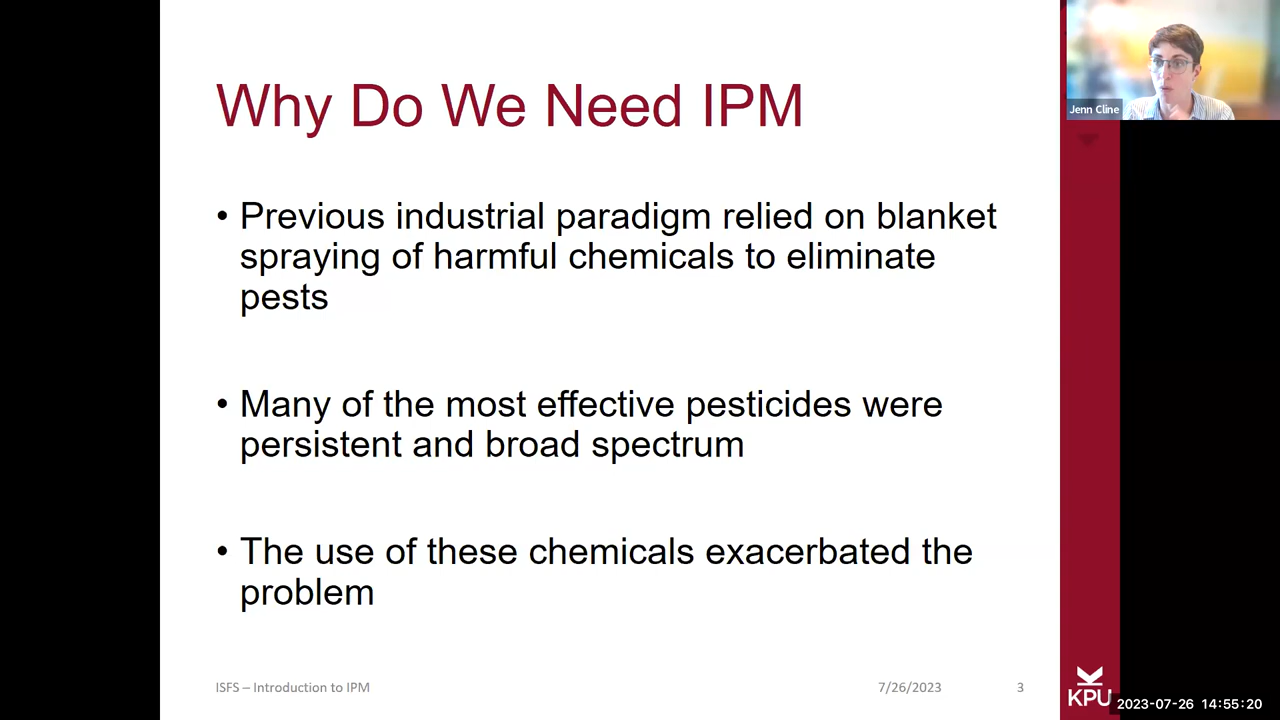 Why Do We Need IPM
• Previous industrial paradigm relied on blanket
spraying of harmful chemicals to eliminate
pests
• Many of the most effective pesticides were
persistent and broad spectrum
• The use of these chemicals exacerbated the
problem
ISFS – Introduction to IPM
7/26/2023
3
Jenn Cline
KPU
2023-07-26 14:55:20